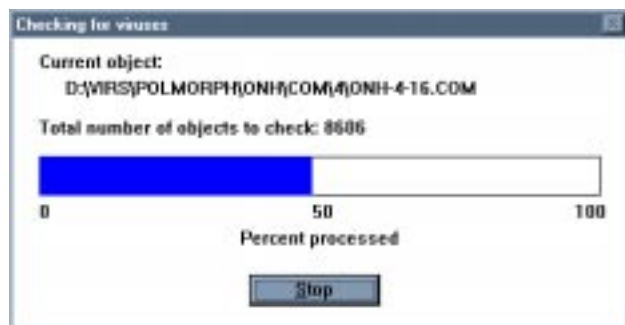 Checking for viruses
Current object:
D:\VIRS\POLMORPH\ONH\COM\4\ONH-4-16.COM
Total number of objects to check: 8686
0 50 100
Percent processed
Stop